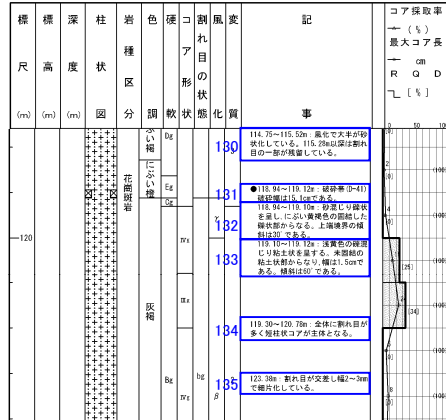 標尺
(m)
標高
(m)
深度
(m)
柱状図
岩種区分
色調
硬軟
コア形状
割れ目の状態
風化
変質
記事
コア採取率
(%)
最大コア長
cm
R Q D
[%]
0 50 100
ぶい褐
にぶい橙
灰褐
花崗斑岩
Dg
Eg
Cg
Bg
IVg
IIIg
IVg
bg
γ
β
120
130
114.75~115.52m:風化で大半が砂
状化している。115.28m以深は割れ
目の一部が残留している。
131
●118.94~119.12m:破砕帯(D-41)
破砕幅は15.1cmである。
132
118.94~119.10m:砂混じり礫状
を呈し、にぶい黄褐色の固結した
礫状部からなる。上端境界の傾
斜は30°である。
133
119.10~119.12m:浅黄色の礫混
じり粘土状を呈する、未固結の
粘土状部からなり、幅は1.5cmで
ある。傾斜は60°である。
134
119.30~120.78m:全体に割れ目が
多く短柱状コアが主体となる。
135
123.38m:割れ目が交差し幅2~3mm
で細片化している。
[25]
[34]